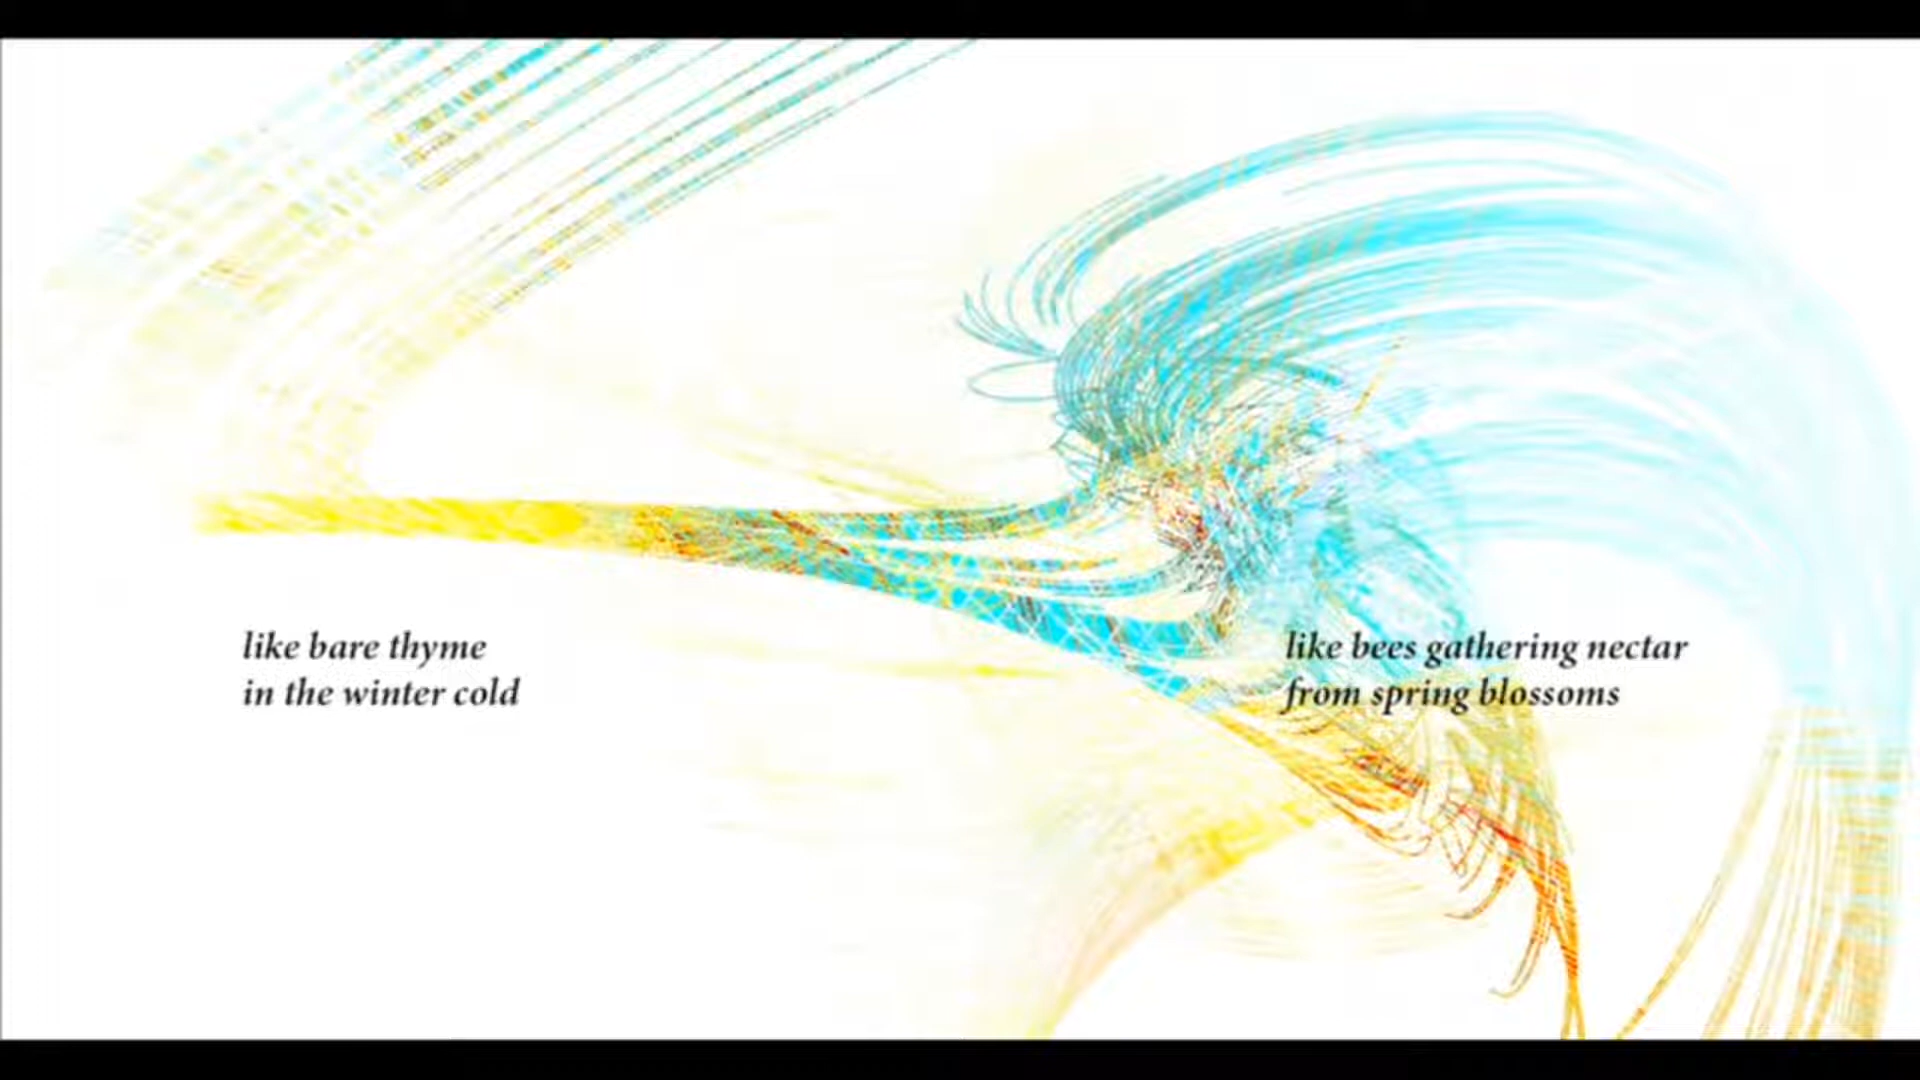 like bare thyme
in the winter cold
like bees gathering nectar
from spring blossoms